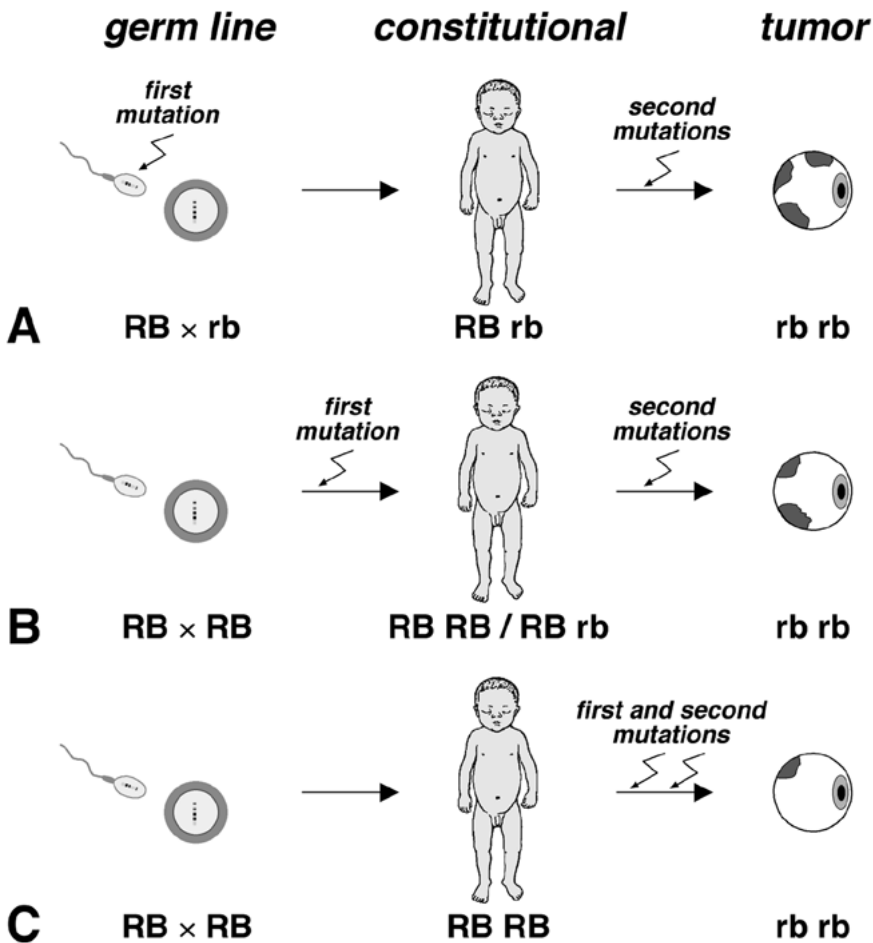 germ line constitutional tumor
first
mutation
second
mutations
A RB × rb RB rb rb rb
first
mutation
second
mutations
B RB × RB RB RB / RB rb rb rb
first and second
mutations
C RB × RB RB RB rb rb